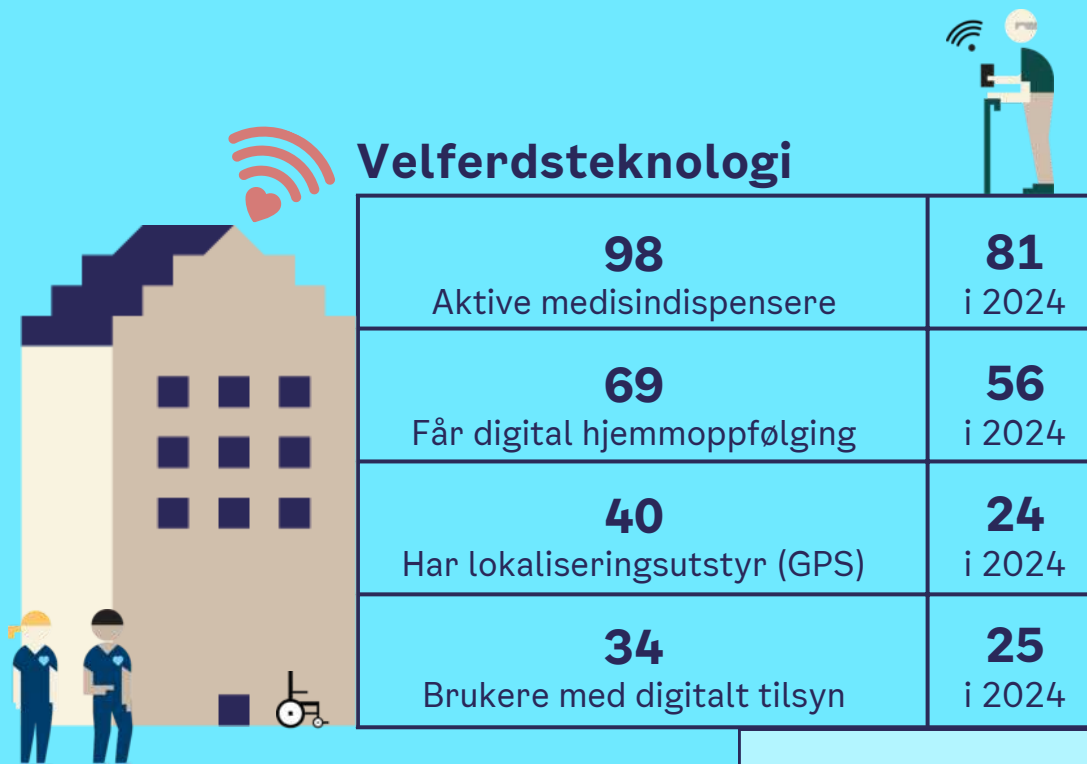 Velferdsteknologi
98
Aktive medisindispensere
81
i 2024
69
Får digital hjemmoppfølging
56
i 2024
40
Har lokaliseringsutstyr (GPS)
24
i 2024
34
Brukere med digitalt tilsyn
25
i 2024